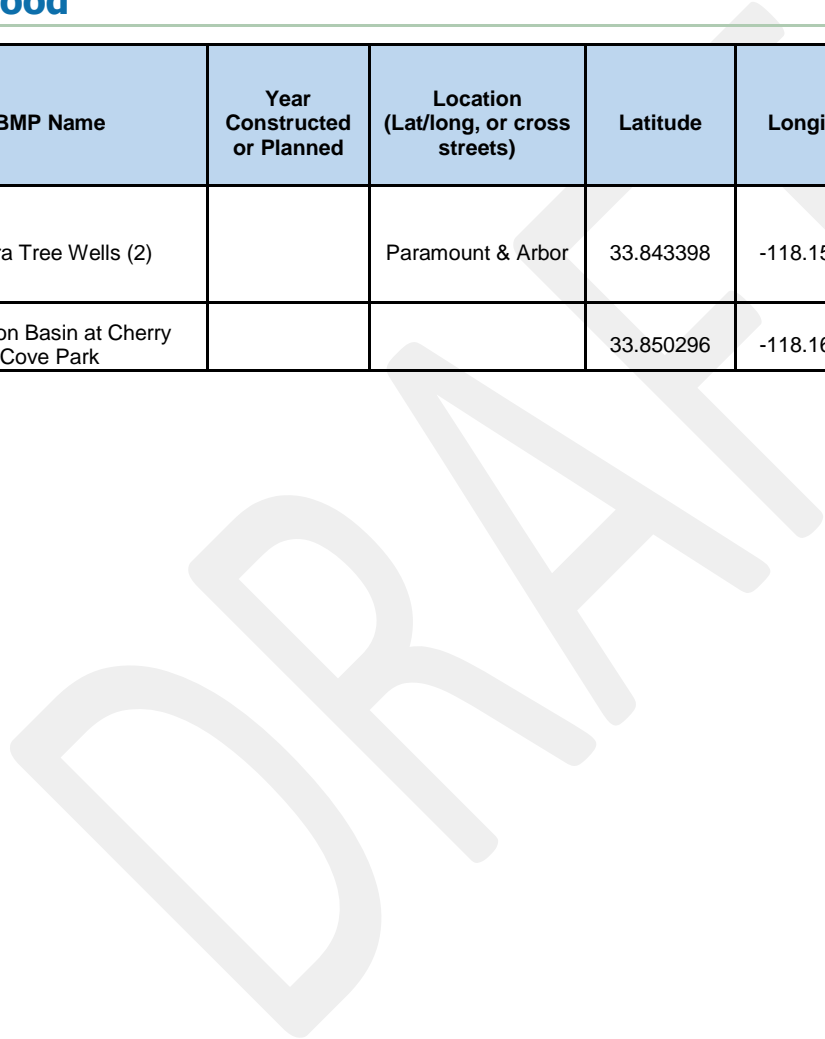 ood
BMP Name
Year
Constructed
or Planned
Location
(Lat/long, or cross
streets)
Latitude
Longi
ra Tree Wells (2)
Paramount & Arbor
33.843398
-118.15
on Basin at Cherry
Cove Park
33.850296
-118.16
DRAFT